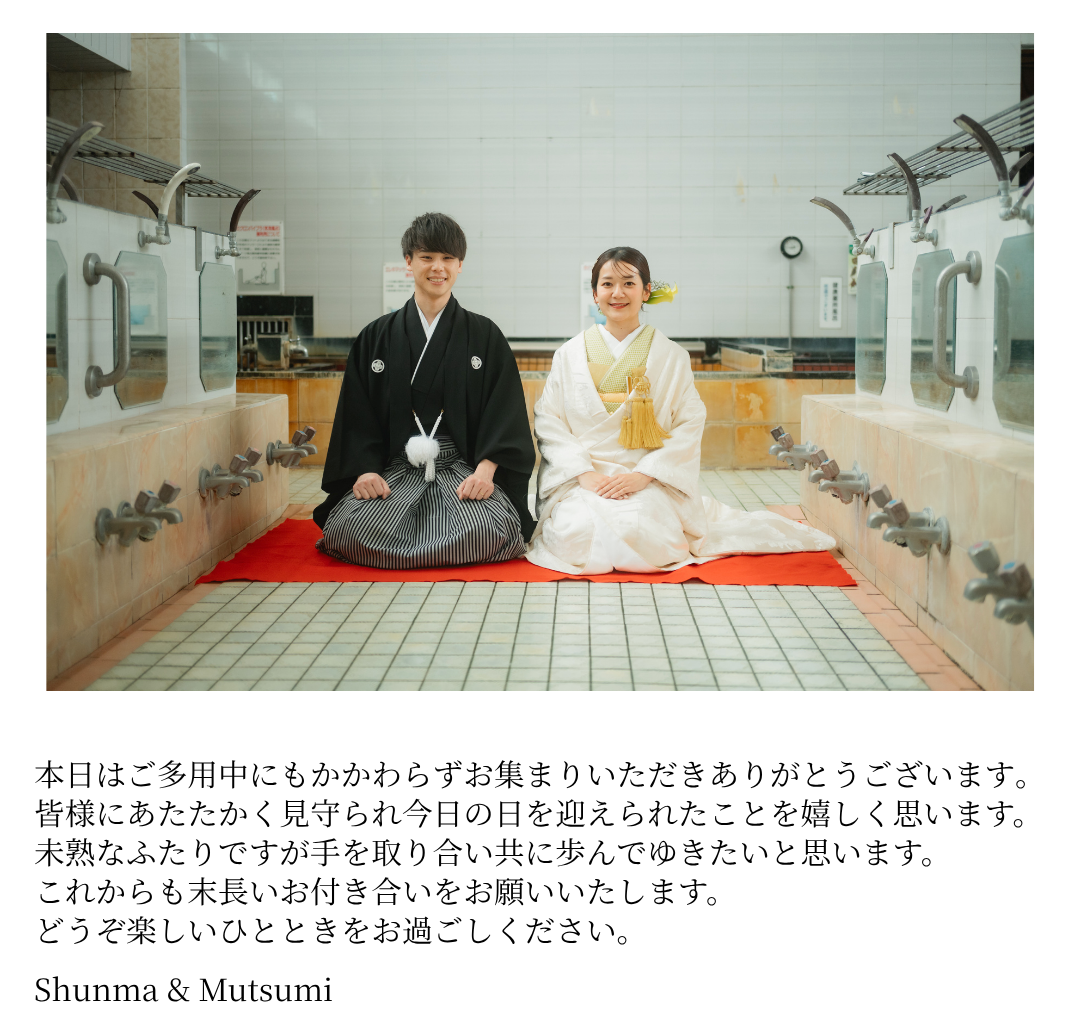 本日はご多用中にもかかわらずお集まりいただきありがとうございます。
皆様にあたたかく見守られ今日の日を迎えられたことを嬉しく思います。
未熟なふたりですが手を取り合い共に歩んでゆきたいと思います。
これからも末長いお付き合いをお願いいたします。
どうぞ楽しいひとときをお過ごしください。
Shunma & Mutsumi